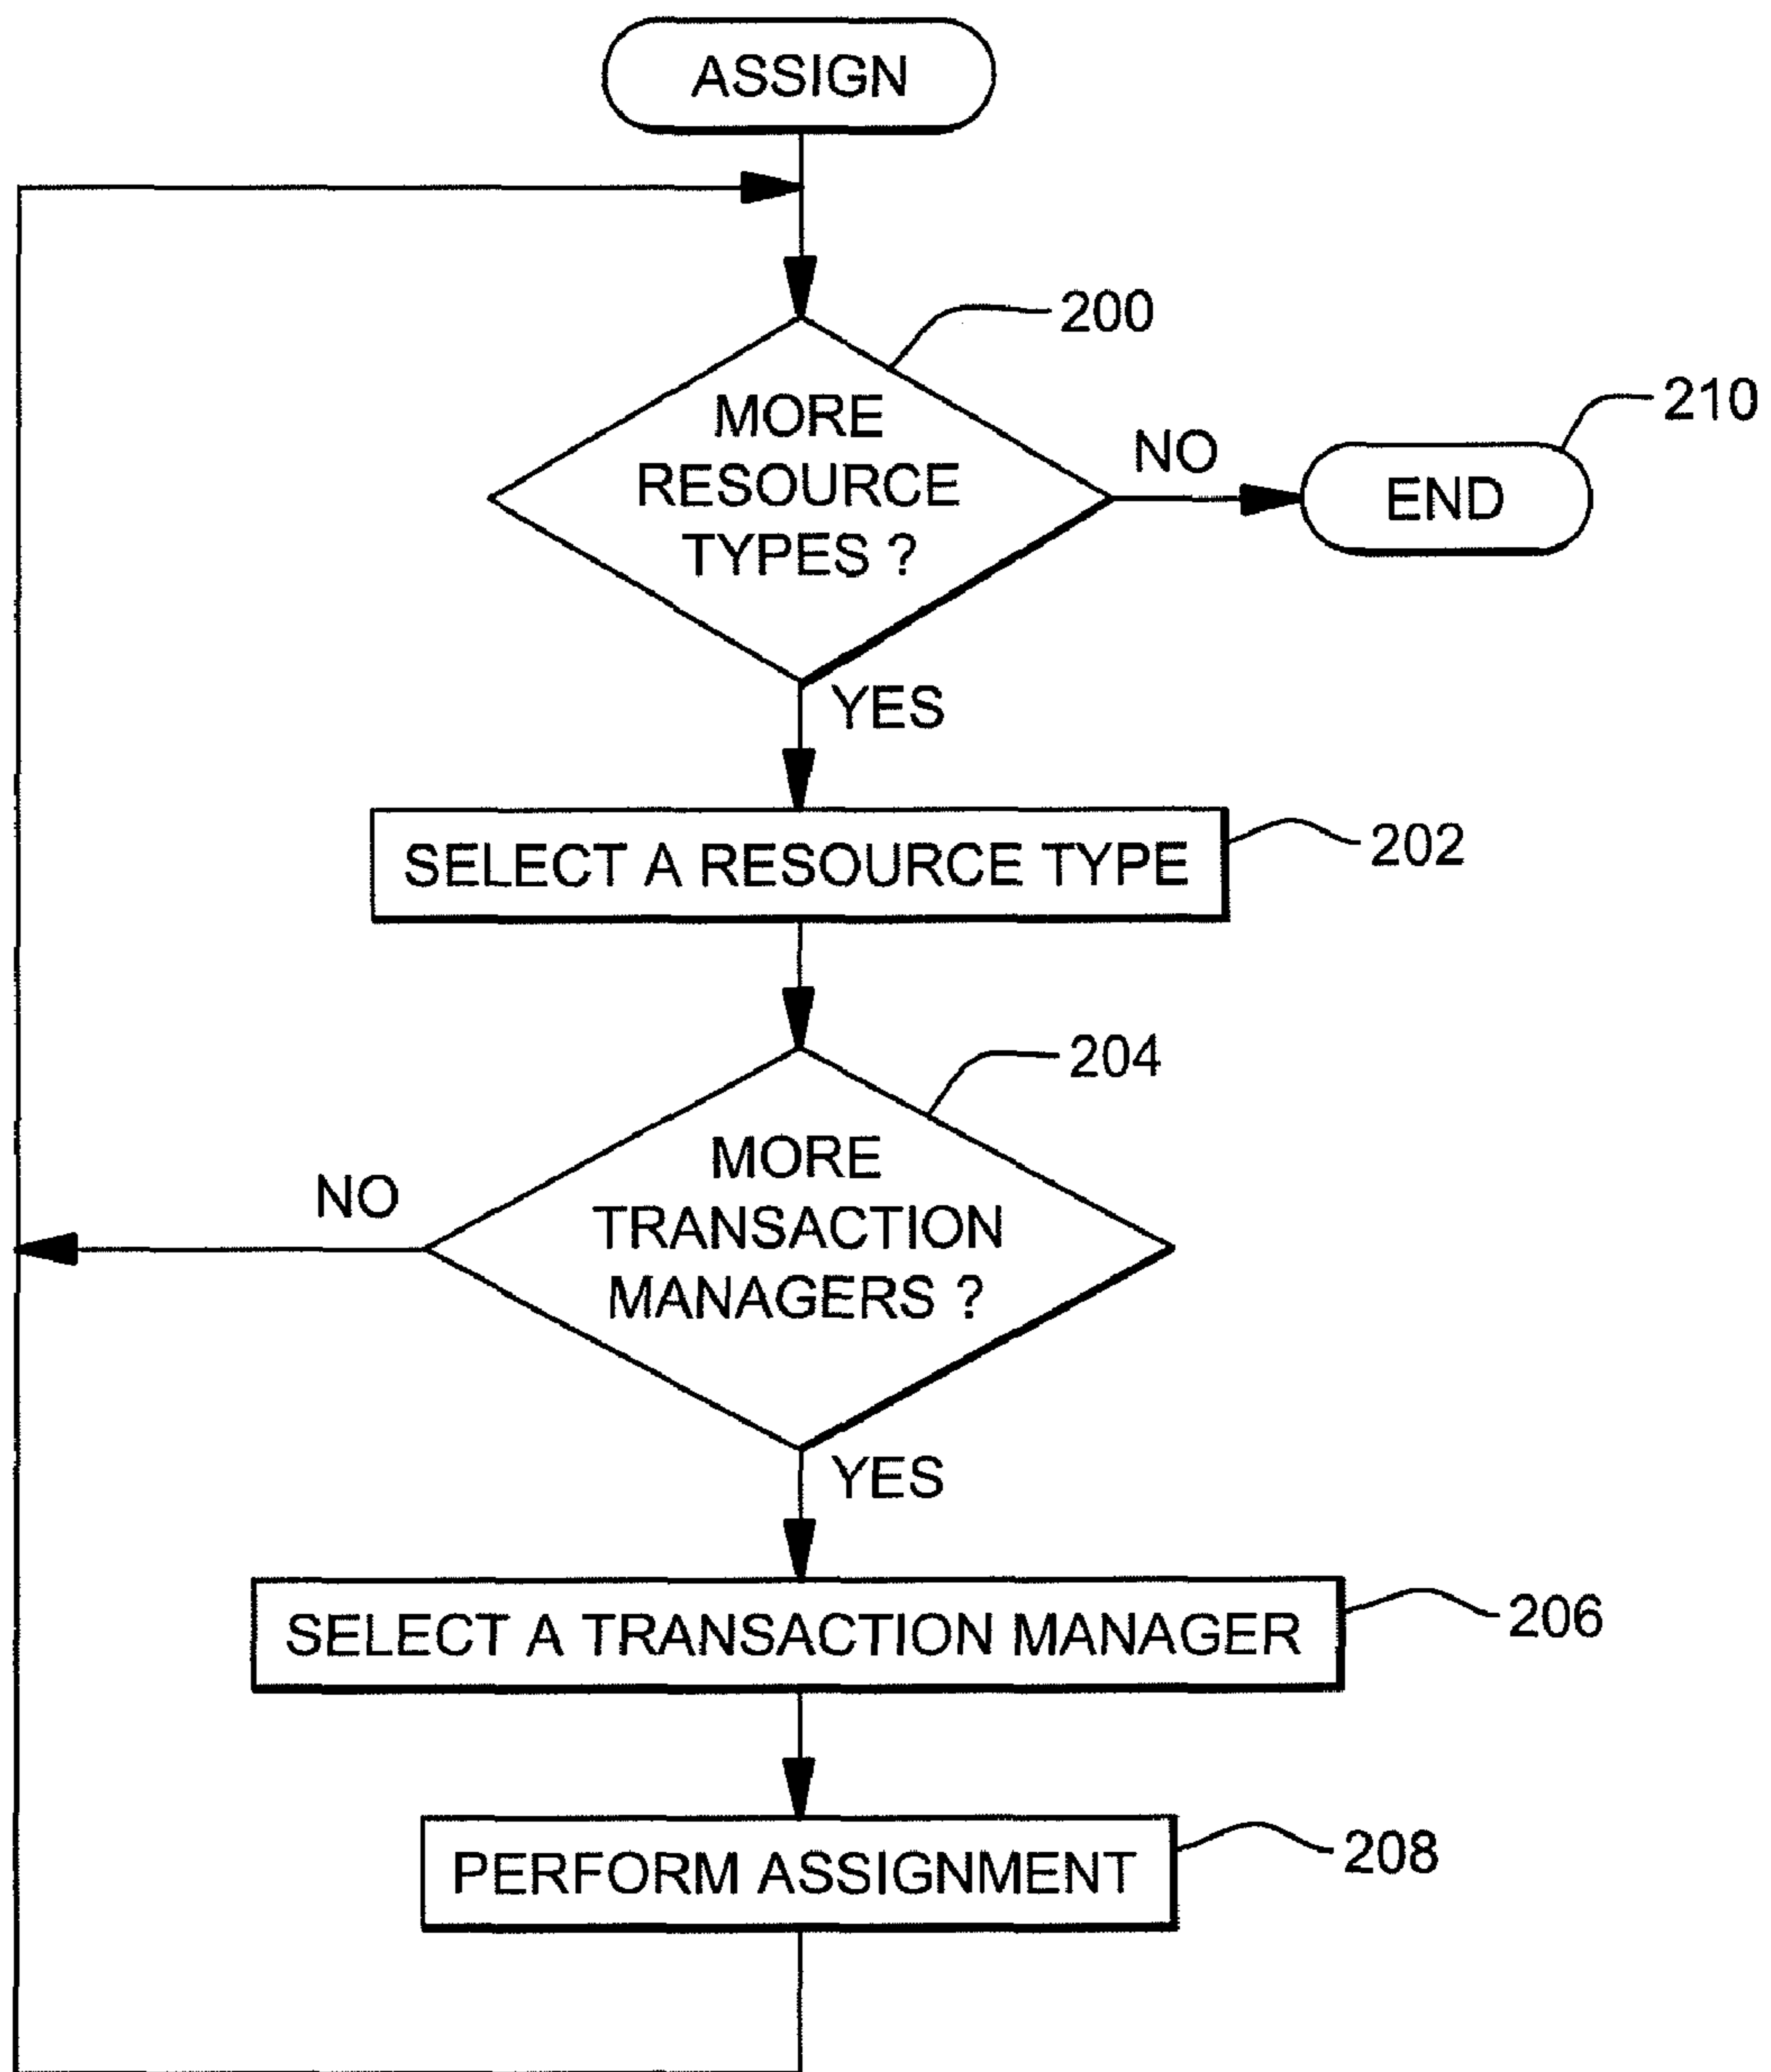 ASSIGN
200
MORE
RESOURCE
TYPES ?
NO
210
END
YES
SELECT A RESOURCE TYPE
202
204
MORE
TRANSACTION
MANAGERS ?
NO
YES
SELECT A TRANSACTION MANAGER
206
PERFORM ASSIGNMENT
208